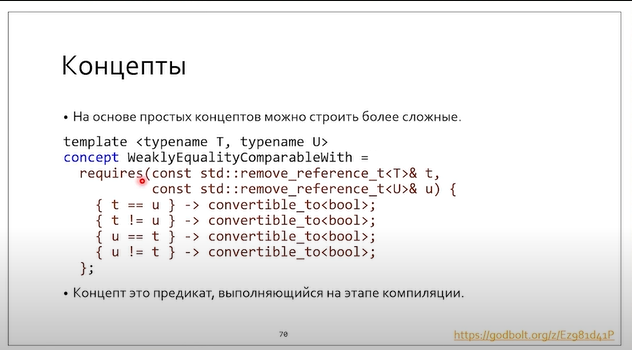 Концепты
• На основе простых концептов можно строить более сложные.
template <typename T, typename U>
concept WeaklyEqualityComparableWith =
  requires(const std::remove_reference_t<T>& t,
           const std::remove_reference_t<U>& u) {
    { t == u } -> convertible_to<bool>;
    { t != u } -> convertible_to<bool>;
    { u == t } -> convertible_to<bool>;
    { u != t } -> convertible_to<bool>;
  };
• Концепт это предикат, выполняющийся на этапе компиляции.
70
https://godbolt.org/z/Ez981d41P